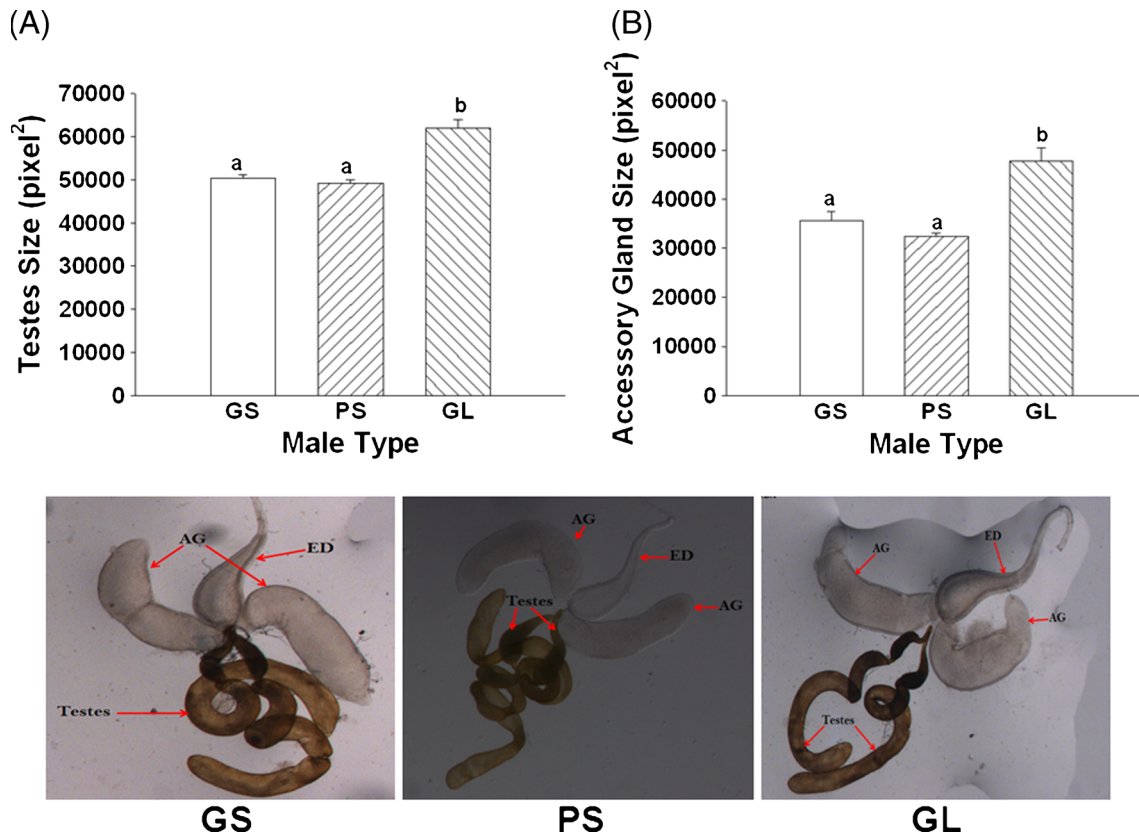 (A)
Testes Size (pixel²)
70000
60000
50000
40000
30000
20000
10000
0
a
a
b
GS
PS
GL
Male Type
(B)
Accessory Gland Size (pixel²)
60000
50000
40000
30000
20000
10000
0
a
a
b
GS
PS
GL
Male Type
AG
ED
Testes
GS
AG
ED
Testes
AG
PS
AG
ED
AG
Testes
GL